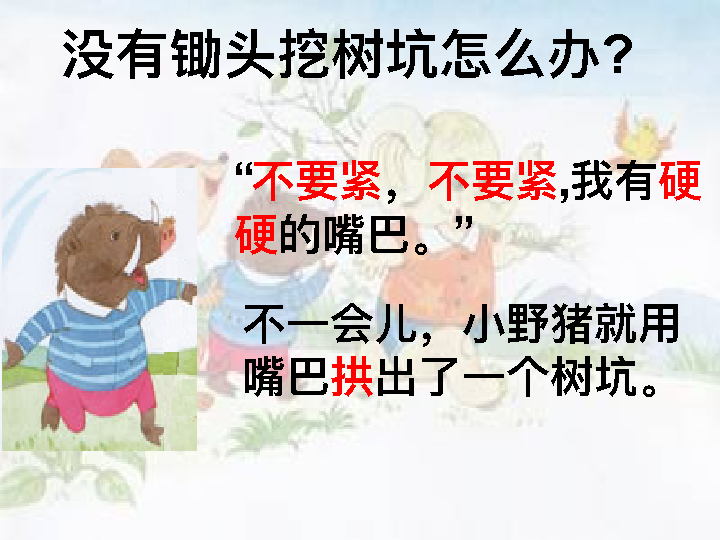 没有锄头挖树坑怎么办?
“不要紧，不要紧,我有硬
硬的嘴巴。”
不一会儿，小野猪就用
嘴巴拱出了一个树坑。